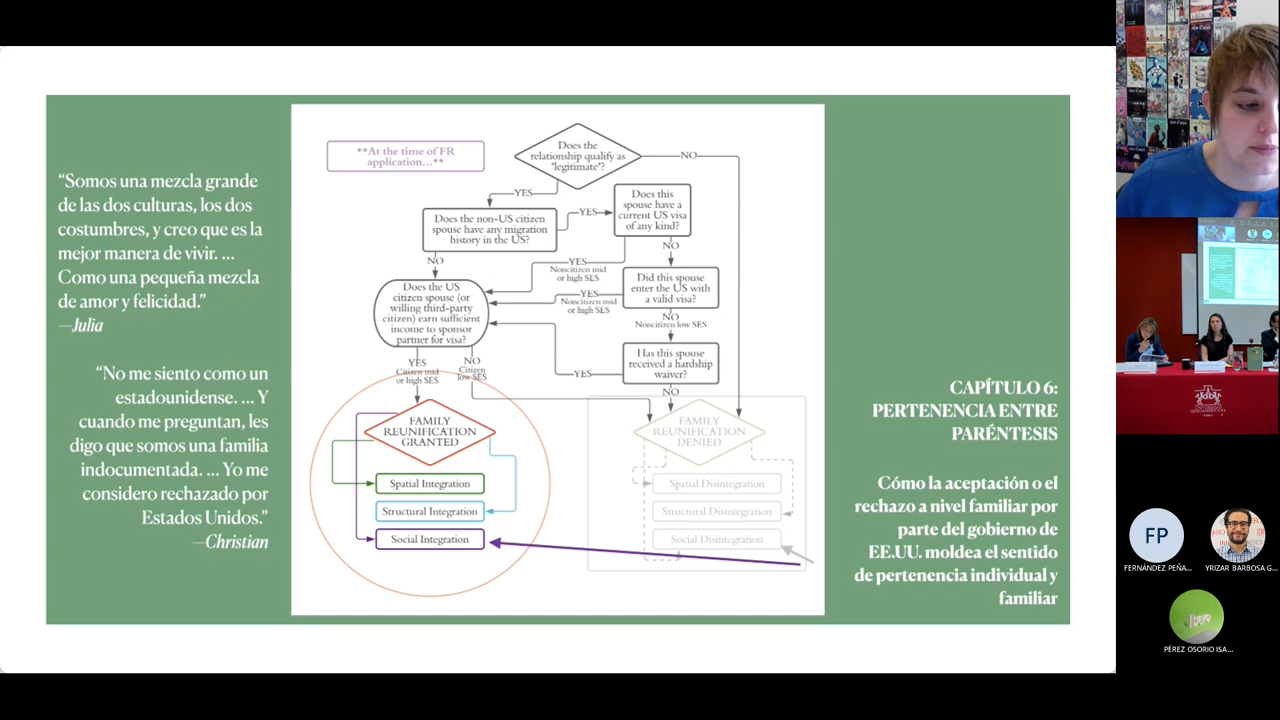 “Somos una mezcla grande
de las dos culturas, los dos
costumbres, y creo que es la
mejor manera de vivir. ...
Como una pequeña mezcla
de amor y felicidad.”
—Julia
“No me siento como un
estadounidense. ... Y
cuando me preguntan, les
digo que somos una familia
indocumentada. ... Yo me
considero rechazado por
Estados Unidos.”
—Christian
**At the time of FR
application...**
Does the
relationship qualify as
"legitimate"?
NO
YES
Does the non-US citizen
spouse have any migration
history in the US?
YES
Does this
spouse have a
current US visa
of any kind?
NO
NO
YES
Noncitizen mid
or high SES
Does the US
citizen spouse (or
willing third-party
citizen) earn sufficient
income to sponsor
partner for visa?
YES
Noncitizen mid
or high SES
Did this spouse
enter the US with
a valid visa?
NO
Noncitizen low SES
YES
Has this spouse
received a hardship
waiver?
NO
YES
Citizen mid
or high SES
NO
Citizen
low SES
FAMILY
REUNIFICATION
GRANTED
Spatial Integration
Structural Integration
Social Integration
FAMILY
REUNIFICATION
DENIED
Spatial Disintegration
Structural Disintegration
Social Disintegration
CAPÍTULO 6:
PERTENENCIA ENTRE
PARÉNTESIS
Cómo la aceptación o el
rechazo a nivel familiar por
parte del gobierno de
EE.UU. moldea el sentido
de pertenencia individual y
familiar
FP
FERNÁNDEZ PEÑA...
YRIZAR BARBOSA G...
PÉREZ OSORIO ISA...